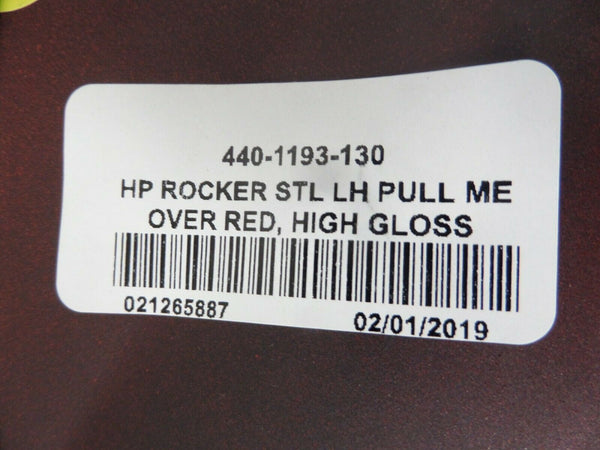 440-1193-130
HP ROCKER STL LH PULL ME
OVER RED, HIGH GLOSS
021265887
02/01/2019